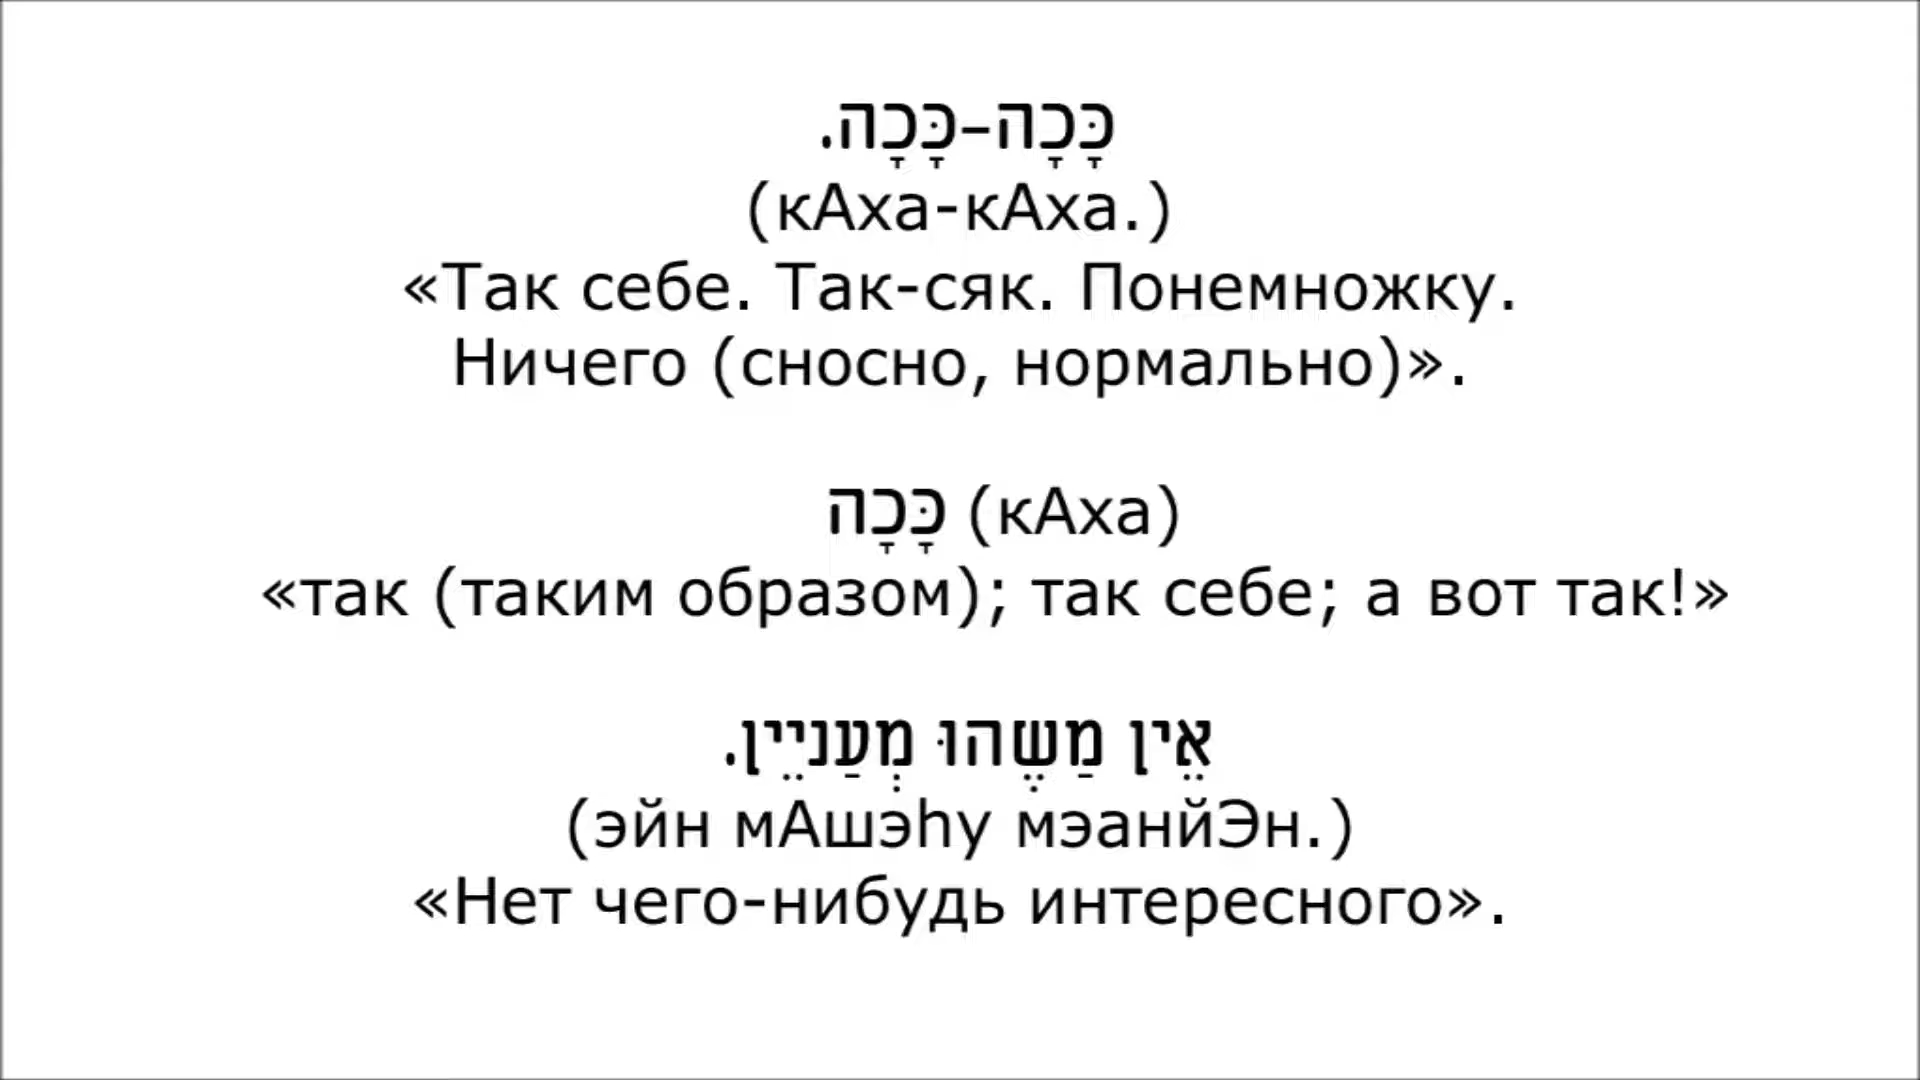 כָּכָה–כָּכָה.
(кАха-кАха.)
«Так себе. Так-сяк. Понемножку.
Ничего (сносно, нормально)».
כָּכָה (кАха)
«так (таким образом); так себе; а вот так!»
אֵין מַשֶּהוּ מְעַנייֵן.
(эйн мАшэhу мэанйЭн.)
«Нет чего-нибудь интересного».